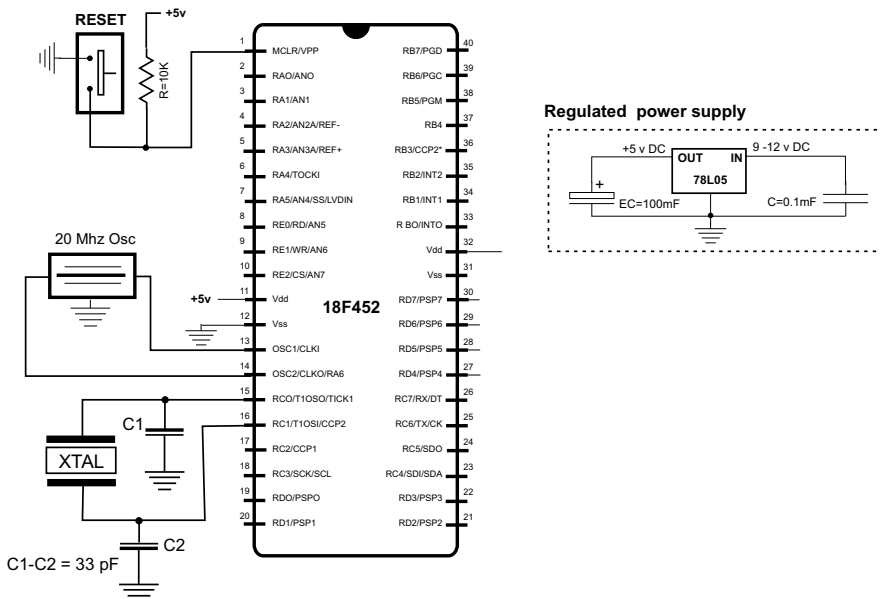 RESET
+5v
R=10K
1 MCLR/VPP
2 RAO/ANO
3 RA1/AN1
4 RA2/AN2A/REF-
5 RA3/AN3A/REF+
6 RA4/TOCKI
7 RA5/AN4/SS/LVDIN
8 RE0/RD/AN5
9 RE1/WR/AN6
10 RE2/CS/AN7
11 Vdd
12 Vss
13 OSC1/CLKI
14 OSC2/CLKO/RA6
15 RCO/T1OSO/TICK1
16 RC1/T1OSI/CCP2
17 RC2/CCP1
18 RC3/SCK/SCL
19 RDO/PSPO
20 RD1/PSP1
18F452
RB7/PGD 40
RB6/PGC 39
RB5/PGM 38
RB4 37
RB3/CCP2* 36
RB2/INT2 35
RB1/INT1 34
R BO/INTO 33
Vdd 32
Vss 31
RD7/PSP7 30
RD6/PSP6 29
RD5/PSP5 28
RD4/PSP4 27
RC7/RX/DT 26
RC6/TX/CK 25
RC5/SDO 24
RC4/SDI/SDA 23
RD3/PSP3 22
RD2/PSP2 21
20 Mhz Osc
+5v
C1
XTAL
C2
C1-C2 = 33 pF
Regulated power supply
+5 v DC
OUT IN
78L05
9 -12 v DC
+
EC=100mF
C=0.1mF